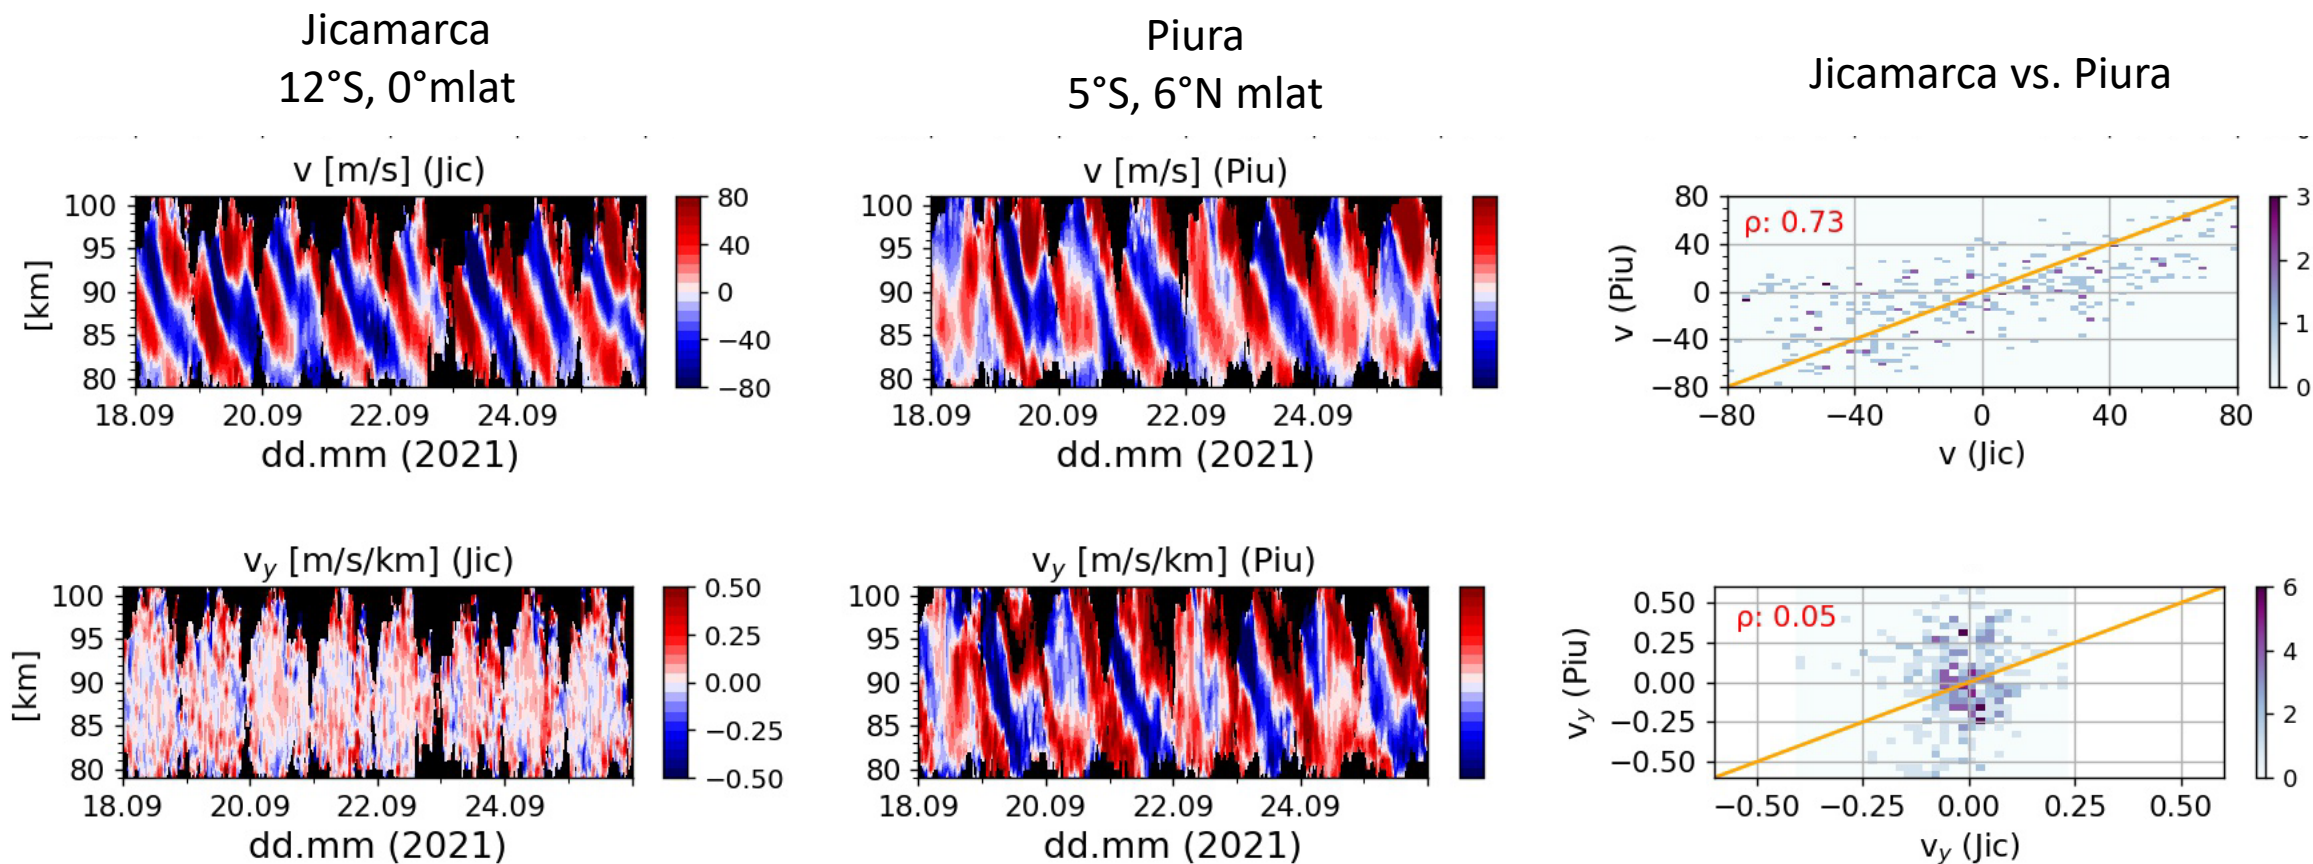 Jicamarca
12°S, 0°mlat
Piura
5°S, 6°N mlat
Jicamarca vs. Piura
v [m/s] (Jic)
100
95
90
85
80
[km]
18.09 20.09 22.09 24.09
dd.mm (2021)
80
40
0
−40
−80
v [m/s] (Piu)
100
95
90
85
80
18.09 20.09 22.09 24.09
dd.mm (2021)
ρ: 0.73
80
40
0
−40
−80
v (Piu)
−80 −40 0 40 80
v (Jic)
3
2
1
0
vy [m/s/km] (Jic)
100
95
90
85
80
[km]
18.09 20.09 22.09 24.09
dd.mm (2021)
0.50
0.25
0.00
−0.25
−0.50
vy [m/s/km] (Piu)
100
95
90
85
80
18.09 20.09 22.09 24.09
dd.mm (2021)
ρ: 0.05
0.50
0.25
0.00
−0.25
−0.50
vy (Piu)
−0.50 −0.25 0.00 0.25 0.50
vy (Jic)
6
4
2
0